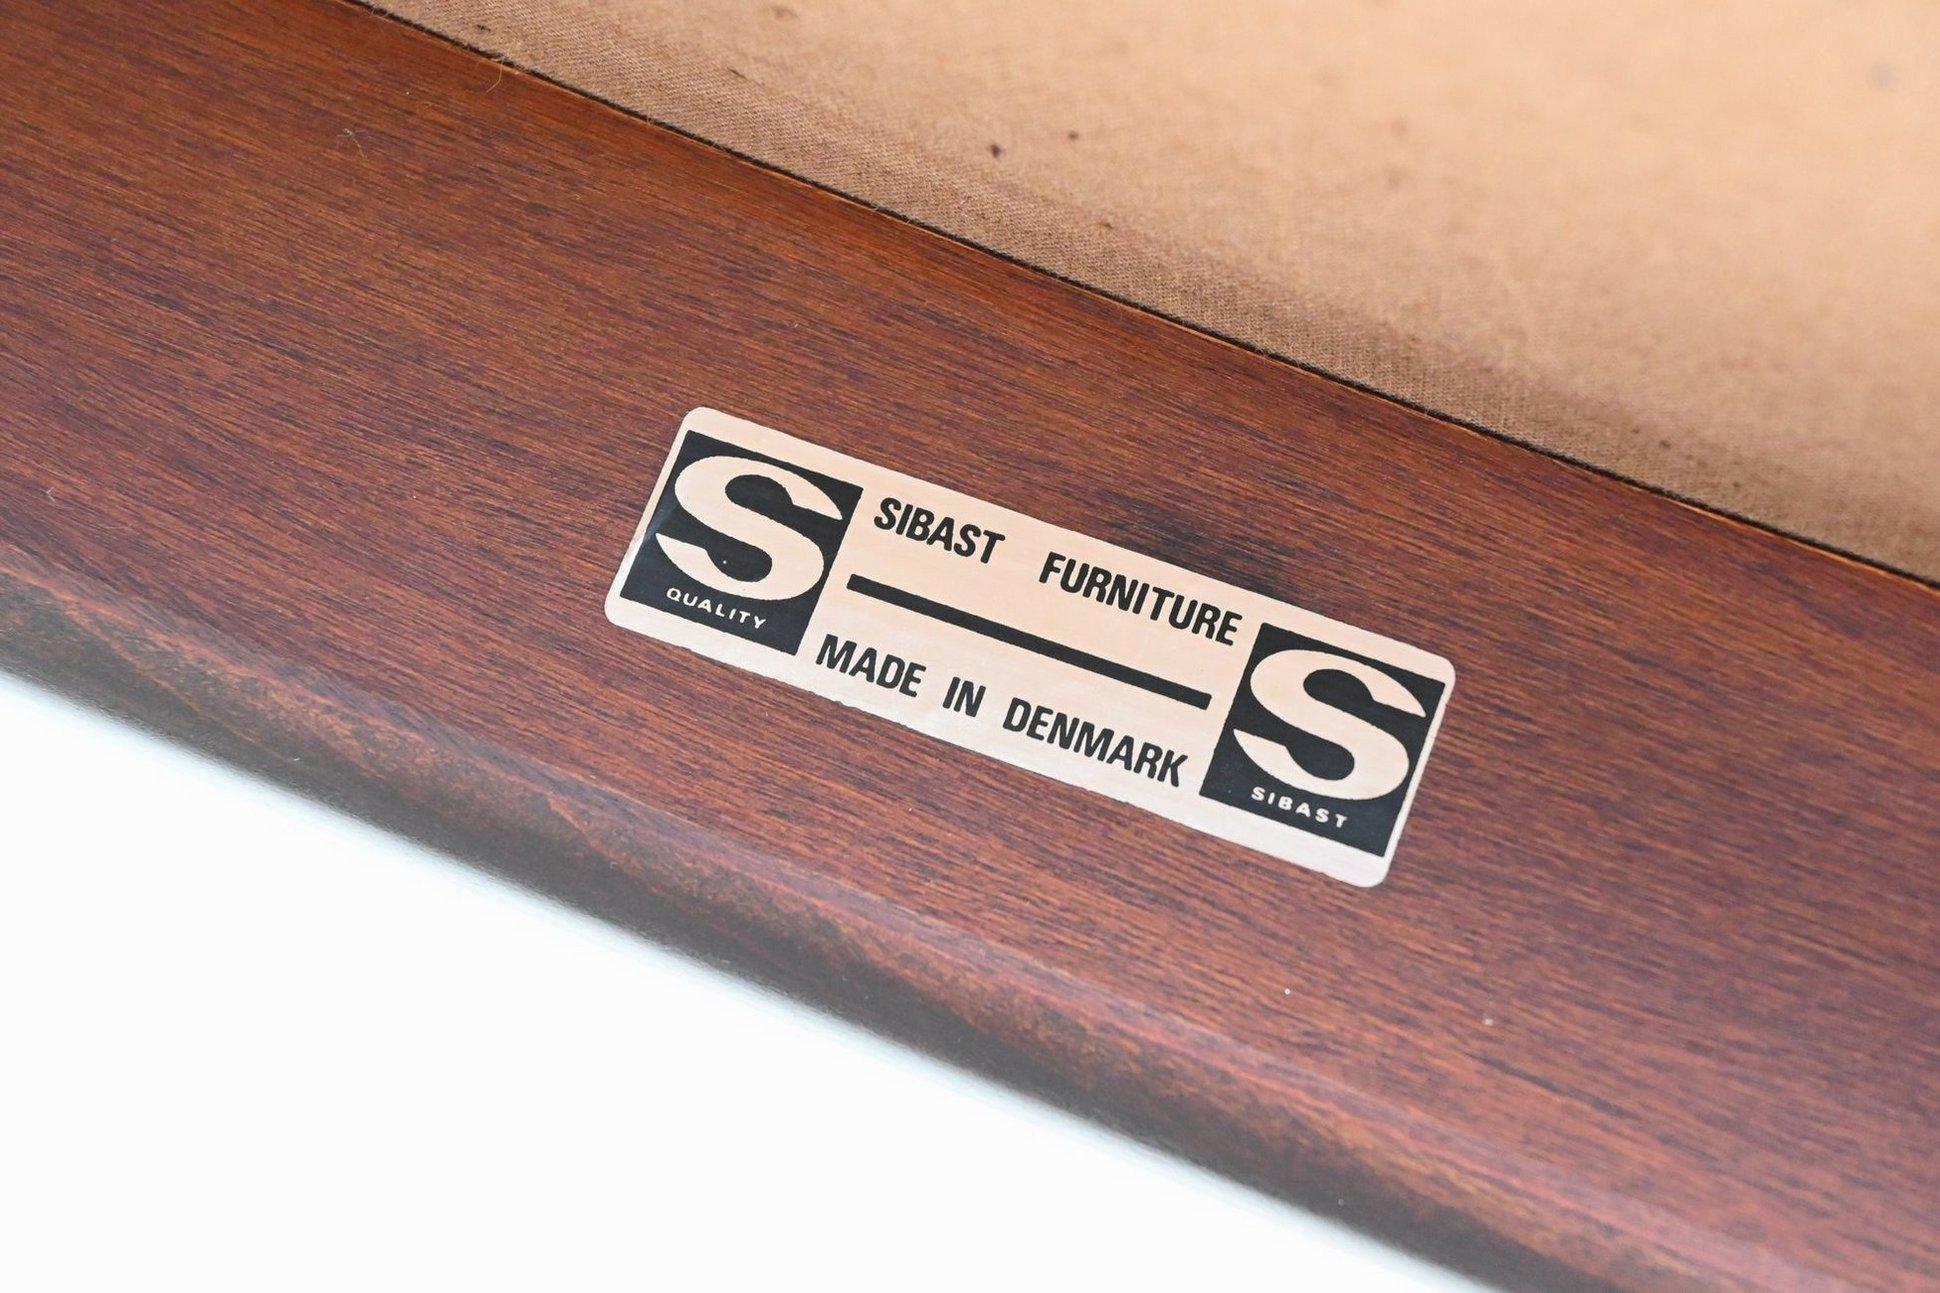 S
QUALITY
SIBAST FURNITURE
MADE IN DENMARK
S
SIBAST